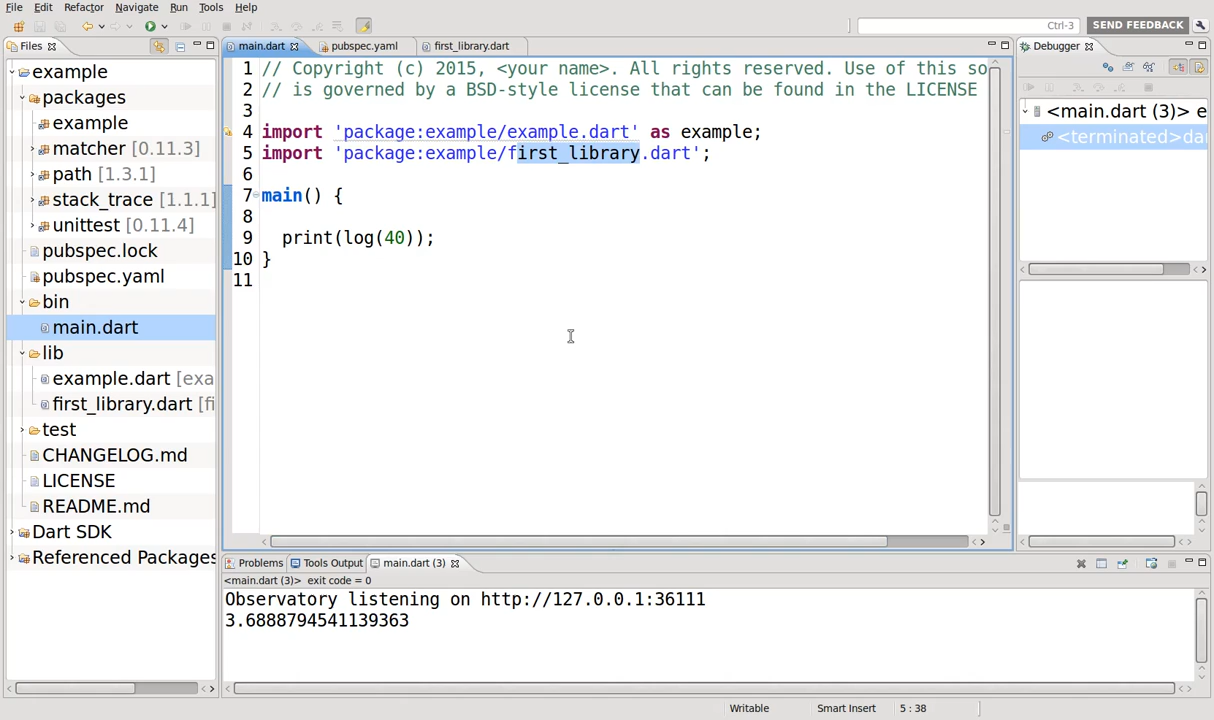 File Edit Refactor Navigate Run Tools Help
Ctrl-3 SEND FEEDBACK
Files
main.dart pubspec.yaml first_library.dart
Debugger
example
packages
example
matcher [0.11.3]
path [1.3.1]
stack_trace [1.1.1]
unittest [0.11.4]
pubspec.lock
pubspec.yaml
bin
main.dart
lib
example.dart [exa
first_library.dart [fi
test
CHANGELOG.md
LICENSE
README.md
Dart SDK
Referenced Packages
1 // Copyright (c) 2015, <your name>. All rights reserved. Use of this so
2 // is governed by a BSD-style license that can be found in the LICENSE
3
4 import 'package:example/example.dart' as example;
5 import 'package:example/first_library.dart';
6
7 main() {
8
9 print(log(40));
10 }
11
<main.dart (3)> e
<terminated>dar
Problems Tools Output main.dart (3)
<main.dart (3)> exit code = 0
Observatory listening on http://127.0.0.1:36111
3.6888794541139363
Writable Smart Insert 5 : 38